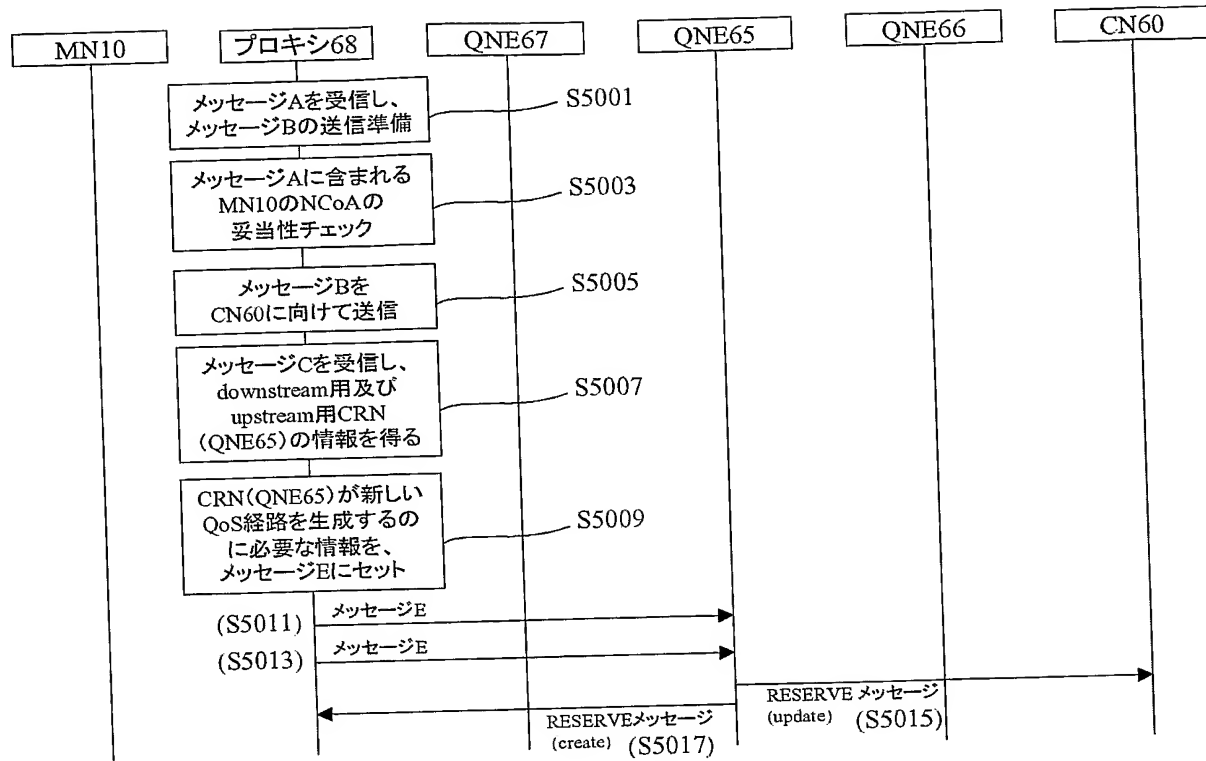 MN10
プロキシ68
QNE67
QNE65
QNE66
CN60
メッセージAを受信し、
メッセージBの送信準備
S5001
メッセージAに含まれる
MN10のNCoAの
妥当性チェック
S5003
メッセージBを
CN60に向けて送信
S5005
メッセージCを受信し、
downstream用及び
upstream用CRN
(QNE65)の情報を得る
S5007
CRN(QNE65)が新しい
QoS経路を生成するの
に必要な情報を、
メッセージEにセット
S5009
(S5011)
メッセージE
(S5013)
メッセージE
RESERVE メッセージ
(update) (S5015)
RESERVEメッセージ
(create) (S5017)